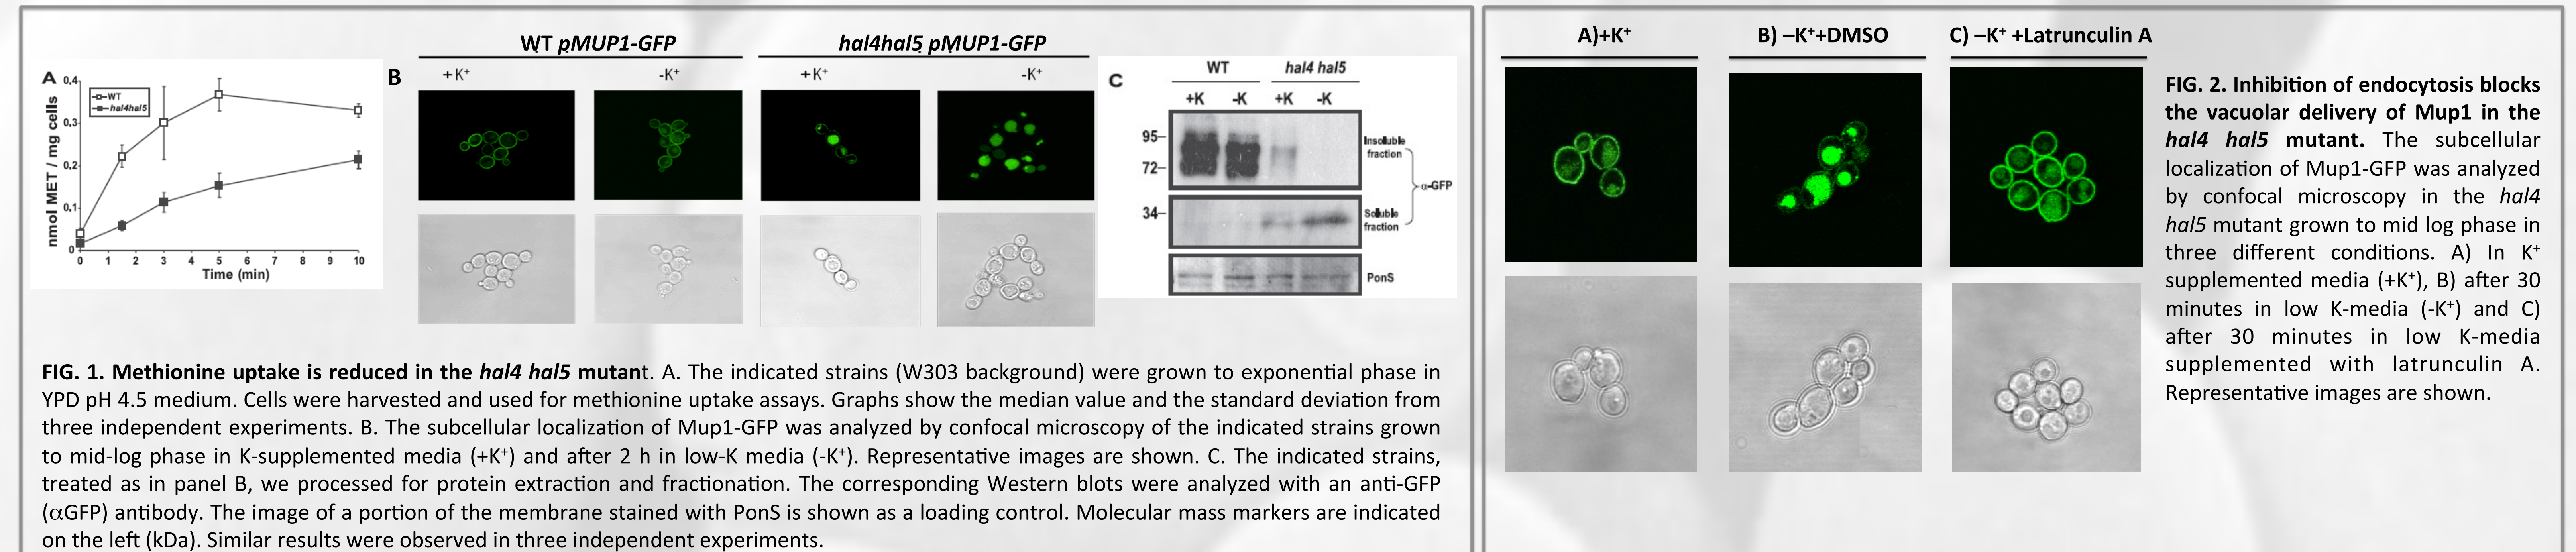 WT pMUP1-GFP
hal4hal5 pMUP1-GFP
A
0,4
0,3
0,2
0,1
0
nmol MET / mg cells
WT
hal4hal5
0 1 2 3 4 5 6 7 8 9 10
Time (min)
B
+K⁺
-K⁺
+K⁺
-K⁺
C
WT
hal4 hal5
+K -K +K -K
95–
72–
34–
Insoluble
fraction
α-GFP
Soluble
fraction
PonS
FIG. 1. Methionine uptake is reduced in the hal4 hal5 mutant. A. The indicated strains (W303 background) were grown to exponential phase in
YPD pH 4.5 medium. Cells were harvested and used for methionine uptake assays. Graphs show the median value and the standard deviation from
three independent experiments. B. The subcellular localization of Mup1-GFP was analyzed by confocal microscopy of the indicated strains grown
to mid-log phase in K-supplemented media (+K⁺) and after 2 h in low-K media (-K⁺). Representative images are shown. C. The indicated strains,
treated as in panel B, we processed for protein extraction and fractionation. The corresponding Western blots were analyzed with an anti-GFP
(αGFP) antibody. The image of a portion of the membrane stained with PonS is shown as a loading control. Molecular mass markers are indicated
on the left (kDa). Similar results were observed in three independent experiments.
A)+K⁺
B) –K⁺+DMSO
C) –K⁺ +Latrunculin A
FIG. 2. Inhibition of endocytosis blocks
the vacuolar delivery of Mup1 in the
hal4 hal5 mutant. The subcellular
localization of Mup1-GFP was analyzed
by confocal microscopy in the hal4
hal5 mutant grown to mid log phase in
three different conditions. A) In K⁺
supplemented media (+K⁺), B) after 30
minutes in low K-media (-K⁺) and C)
after 30 minutes in low K-media
supplemented with latrunculin A.
Representative images are shown.